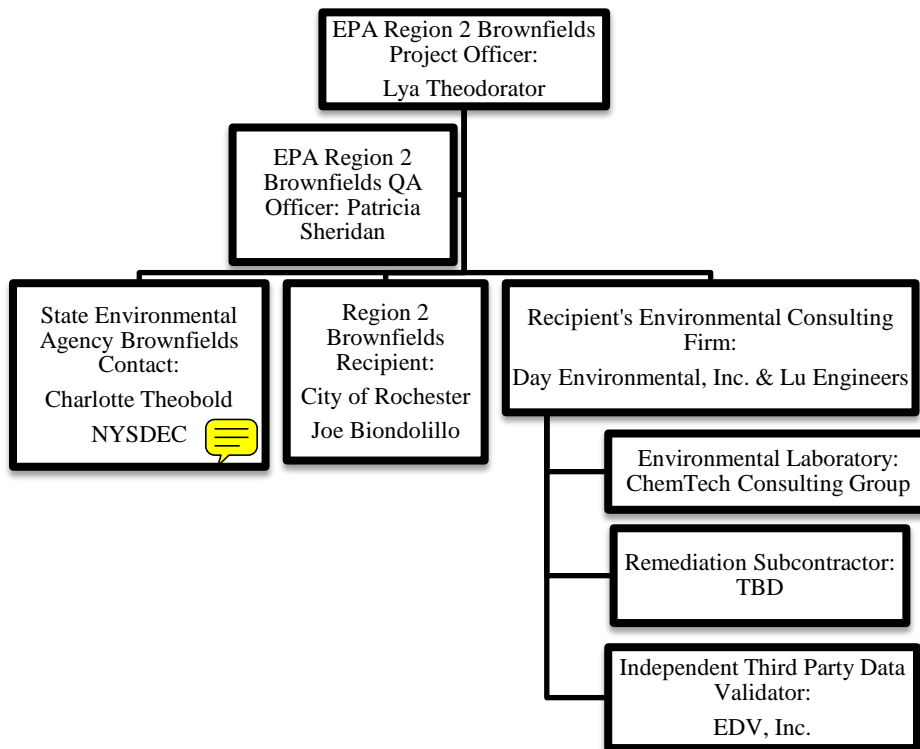 EPA Region 2 Brownfields
Project Officer:
Lya Theodorator
EPA Region 2
Brownfields QA
Officer: Patricia
Sheridan
State Environmental
Agency Brownfields
Contact:
Charlotte Theobold
NYSDEC
Region 2
Brownfields
Recipient:
City of Rochester
Joe Biondolillo
Recipient's Environmental Consulting
Firm:
Day Environmental, Inc. & Lu Engineers
Environmental Laboratory:
ChemTech Consulting Group
Remediation Subcontractor:
TBD
Independent Third Party Data
Validator:
EDV, Inc.